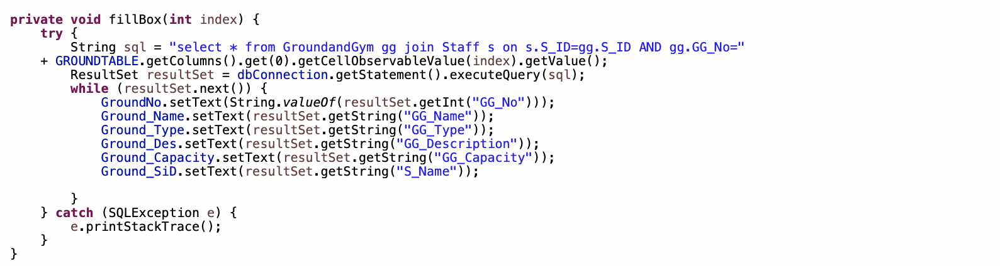 private void fillBox(int index) {
    try {
        String sql = "select * from GroundandGym gg join Staff s on s.S_ID=gg.S_ID AND gg.GG_No="
    + GROUNDTABLE.getColumns().get(0).getCellObservableValue(index).getValue();
        ResultSet resultSet = dbConnection.getStatement().executeQuery(sql);
        while (resultSet.next()) {
            GroundNo.setText(String.valueOf(resultSet.getInt("GG_No")));
            Ground_Name.setText(resultSet.getString("GG_Name"));
            Ground_Type.setText(resultSet.getString("GG_Type"));
            Ground_Des.setText(resultSet.getString("GG_Description"));
            Ground_Capacity.setText(resultSet.getString("GG_Capacity"));
            Ground_SiD.setText(resultSet.getString("S_Name"));

        }
    } catch (SQLException e) {
        e.printStackTrace();
    }
}